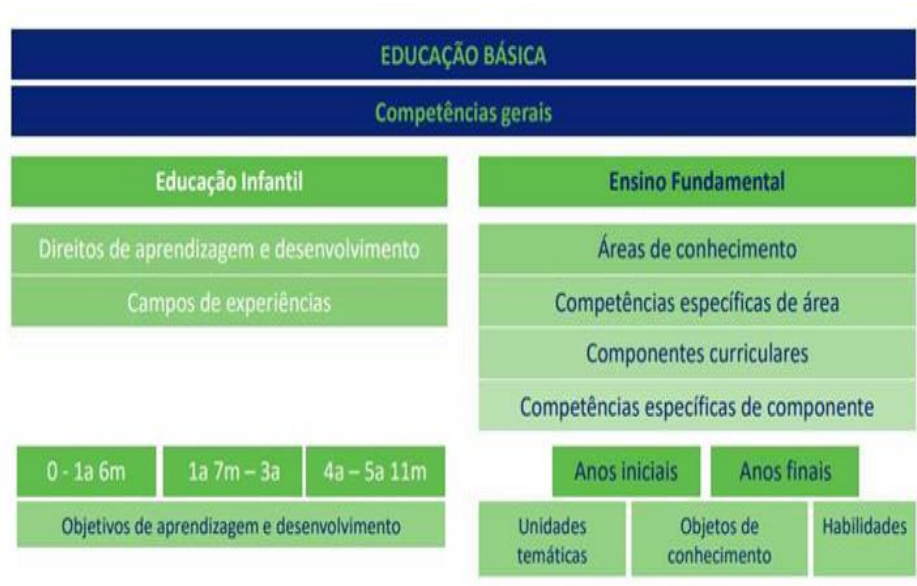 EDUCAÇÃO BÁSICA
Competências gerais
Educação Infantil
Direitos de aprendizagem e desenvolvimento
Campos de experiências
0 - 1a 6m
1a 7m – 3a
4a – 5a 11m
Objetivos de aprendizagem e desenvolvimento
Ensino Fundamental
Áreas de conhecimento
Competências específicas de área
Componentes curriculares
Competências específicas de componente
Anos iniciais
Anos finais
Unidades
temáticas
Objetos de
conhecimento
Habilidades